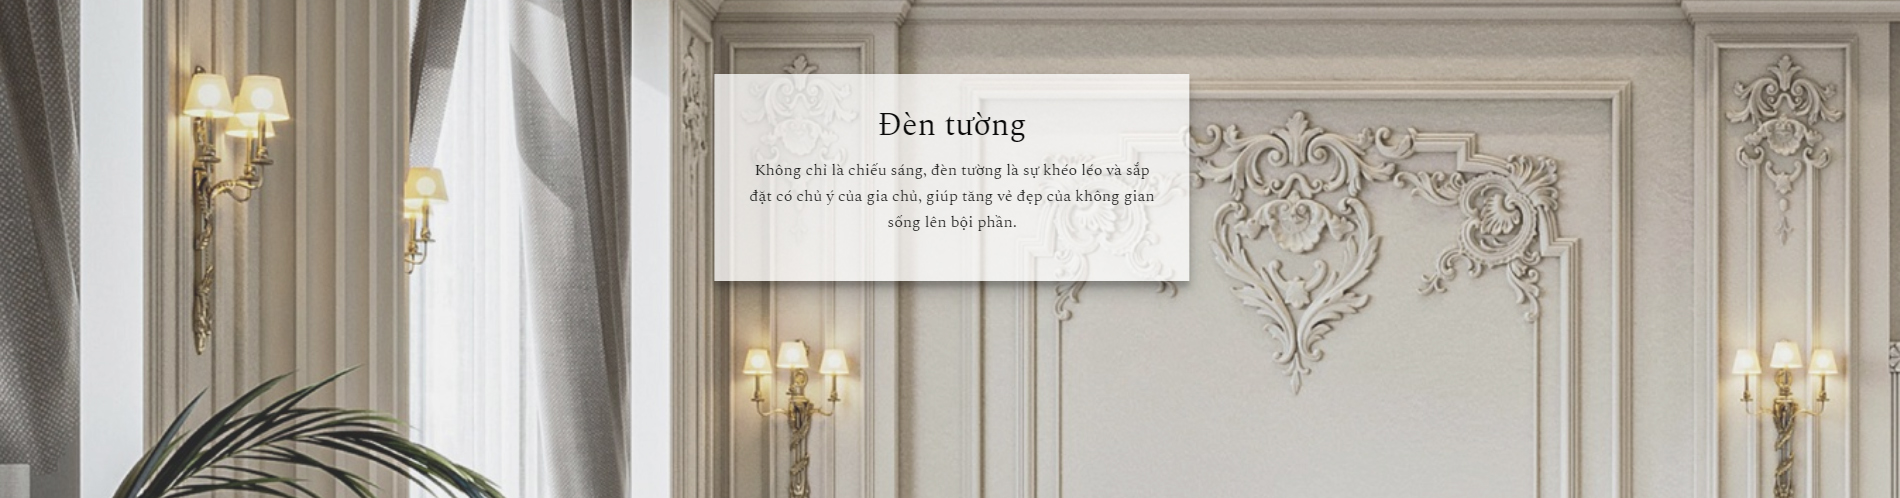 Đèn tường
Không chỉ là chiếu sáng, đèn tường là sự khéo léo và sắp
đặt có chủ ý của gia chủ, giúp tăng vẻ đẹp của không gian
sống lên bội phần.